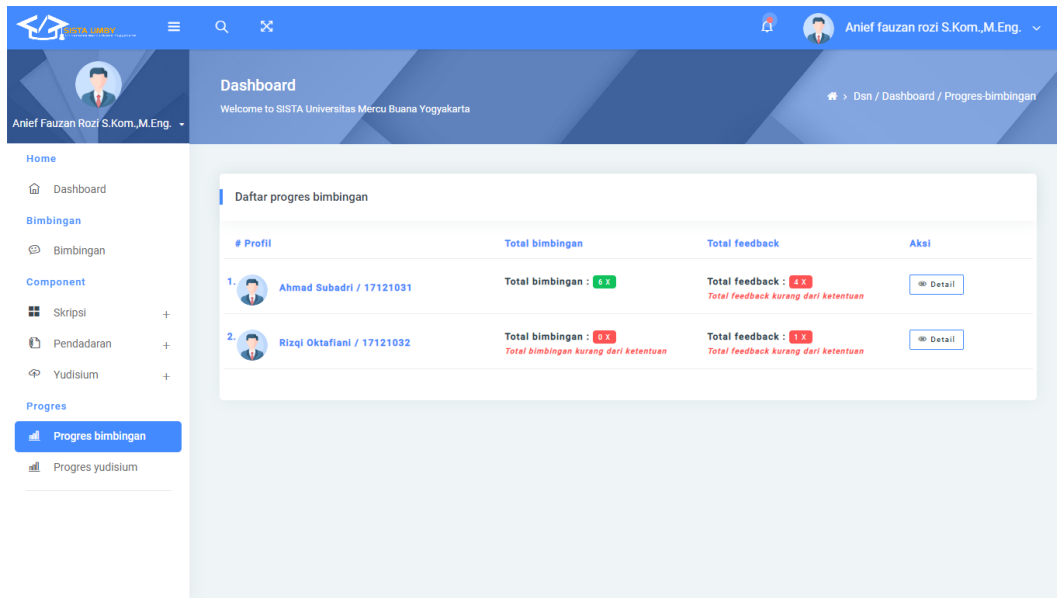 SISTA UMBY
Anief fauzan rozi S.Kom.,M.Eng.
Anief Fauzan Rozi S.Kom.,M.Eng.
Dashboard
Welcome to SISTA Universitas Mercu Buana Yogyakarta
> Dsn / Dashboard / Progres-bimbingan
Home
Dashboard
Bimbingan
Bimbingan
Component
Skripsi +
Pendadaran +
Yudisium +
Progres
Progres bimbingan
Progres yudisium
Daftar progres bimbingan
# Profil Total bimbingan Total feedback Aksi
1. Ahmad Subadri / 17121031 Total bimbingan : 6 X Total feedback : 4 X Detail
Total feedback kurang dari ketentuan
2. Rizqi Oktafiani / 17121032 Total bimbingan : 0 X Total feedback : 1 X Detail
Total bimbingan kurang dari ketentuan Total feedback kurang dari ketentuan